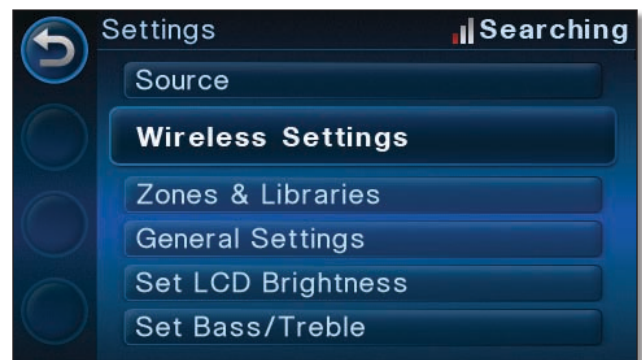 Settings Searching
Source
Wireless Settings
Zones & Libraries
General Settings
Set LCD Brightness
Set Bass/Treble